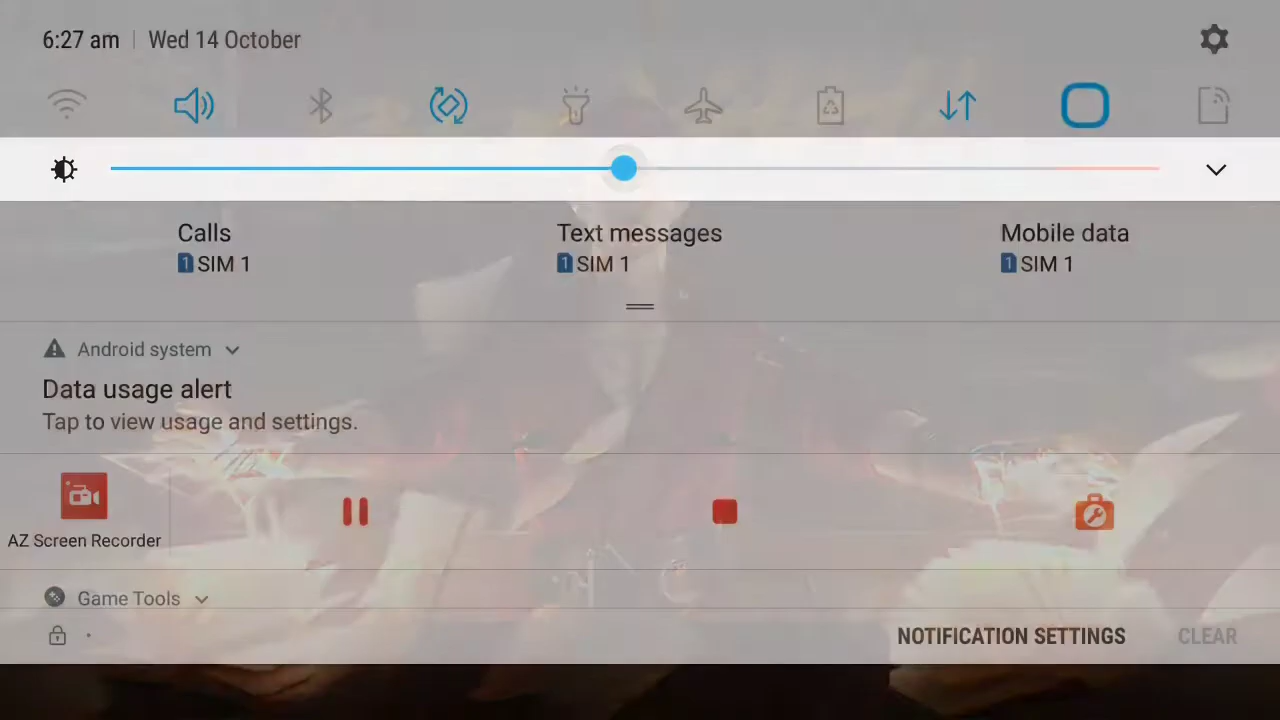 6:27 am | Wed 14 October
Calls
1 SIM 1
Text messages
1 SIM 1
Mobile data
1 SIM 1
Android system
Data usage alert
Tap to view usage and settings.
AZ Screen Recorder
Game Tools
NOTIFICATION SETTINGS CLEAR